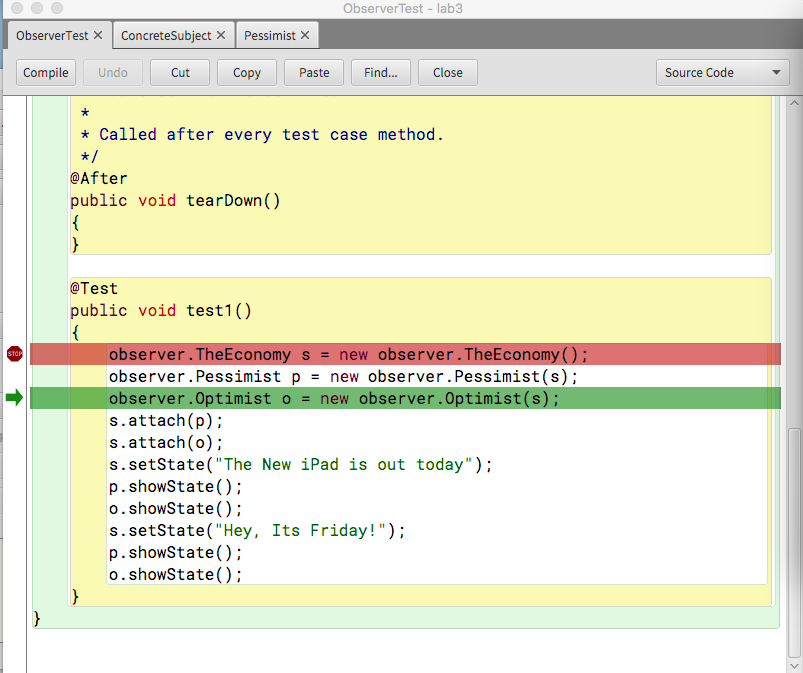 ObserverTest - lab3
ObserverTest ✕ ConcreteSubject ✕ Pessimist ✕
Compile Undo Cut Copy Paste Find... Close Source Code
*
* Called after every test case method.
*/
@After
public void tearDown()
{
}
@Test
public void test1()
{
STOP observer.TheEconomy s = new observer.TheEconomy();
observer.Pessimist p = new observer.Pessimist(s);
observer.Optimist o = new observer.Optimist(s);
s.attach(p);
s.attach(o);
s.setState("The New iPad is out today");
p.showState();
o.showState();
s.setState("Hey, Its Friday!");
p.showState();
o.showState();
}
}